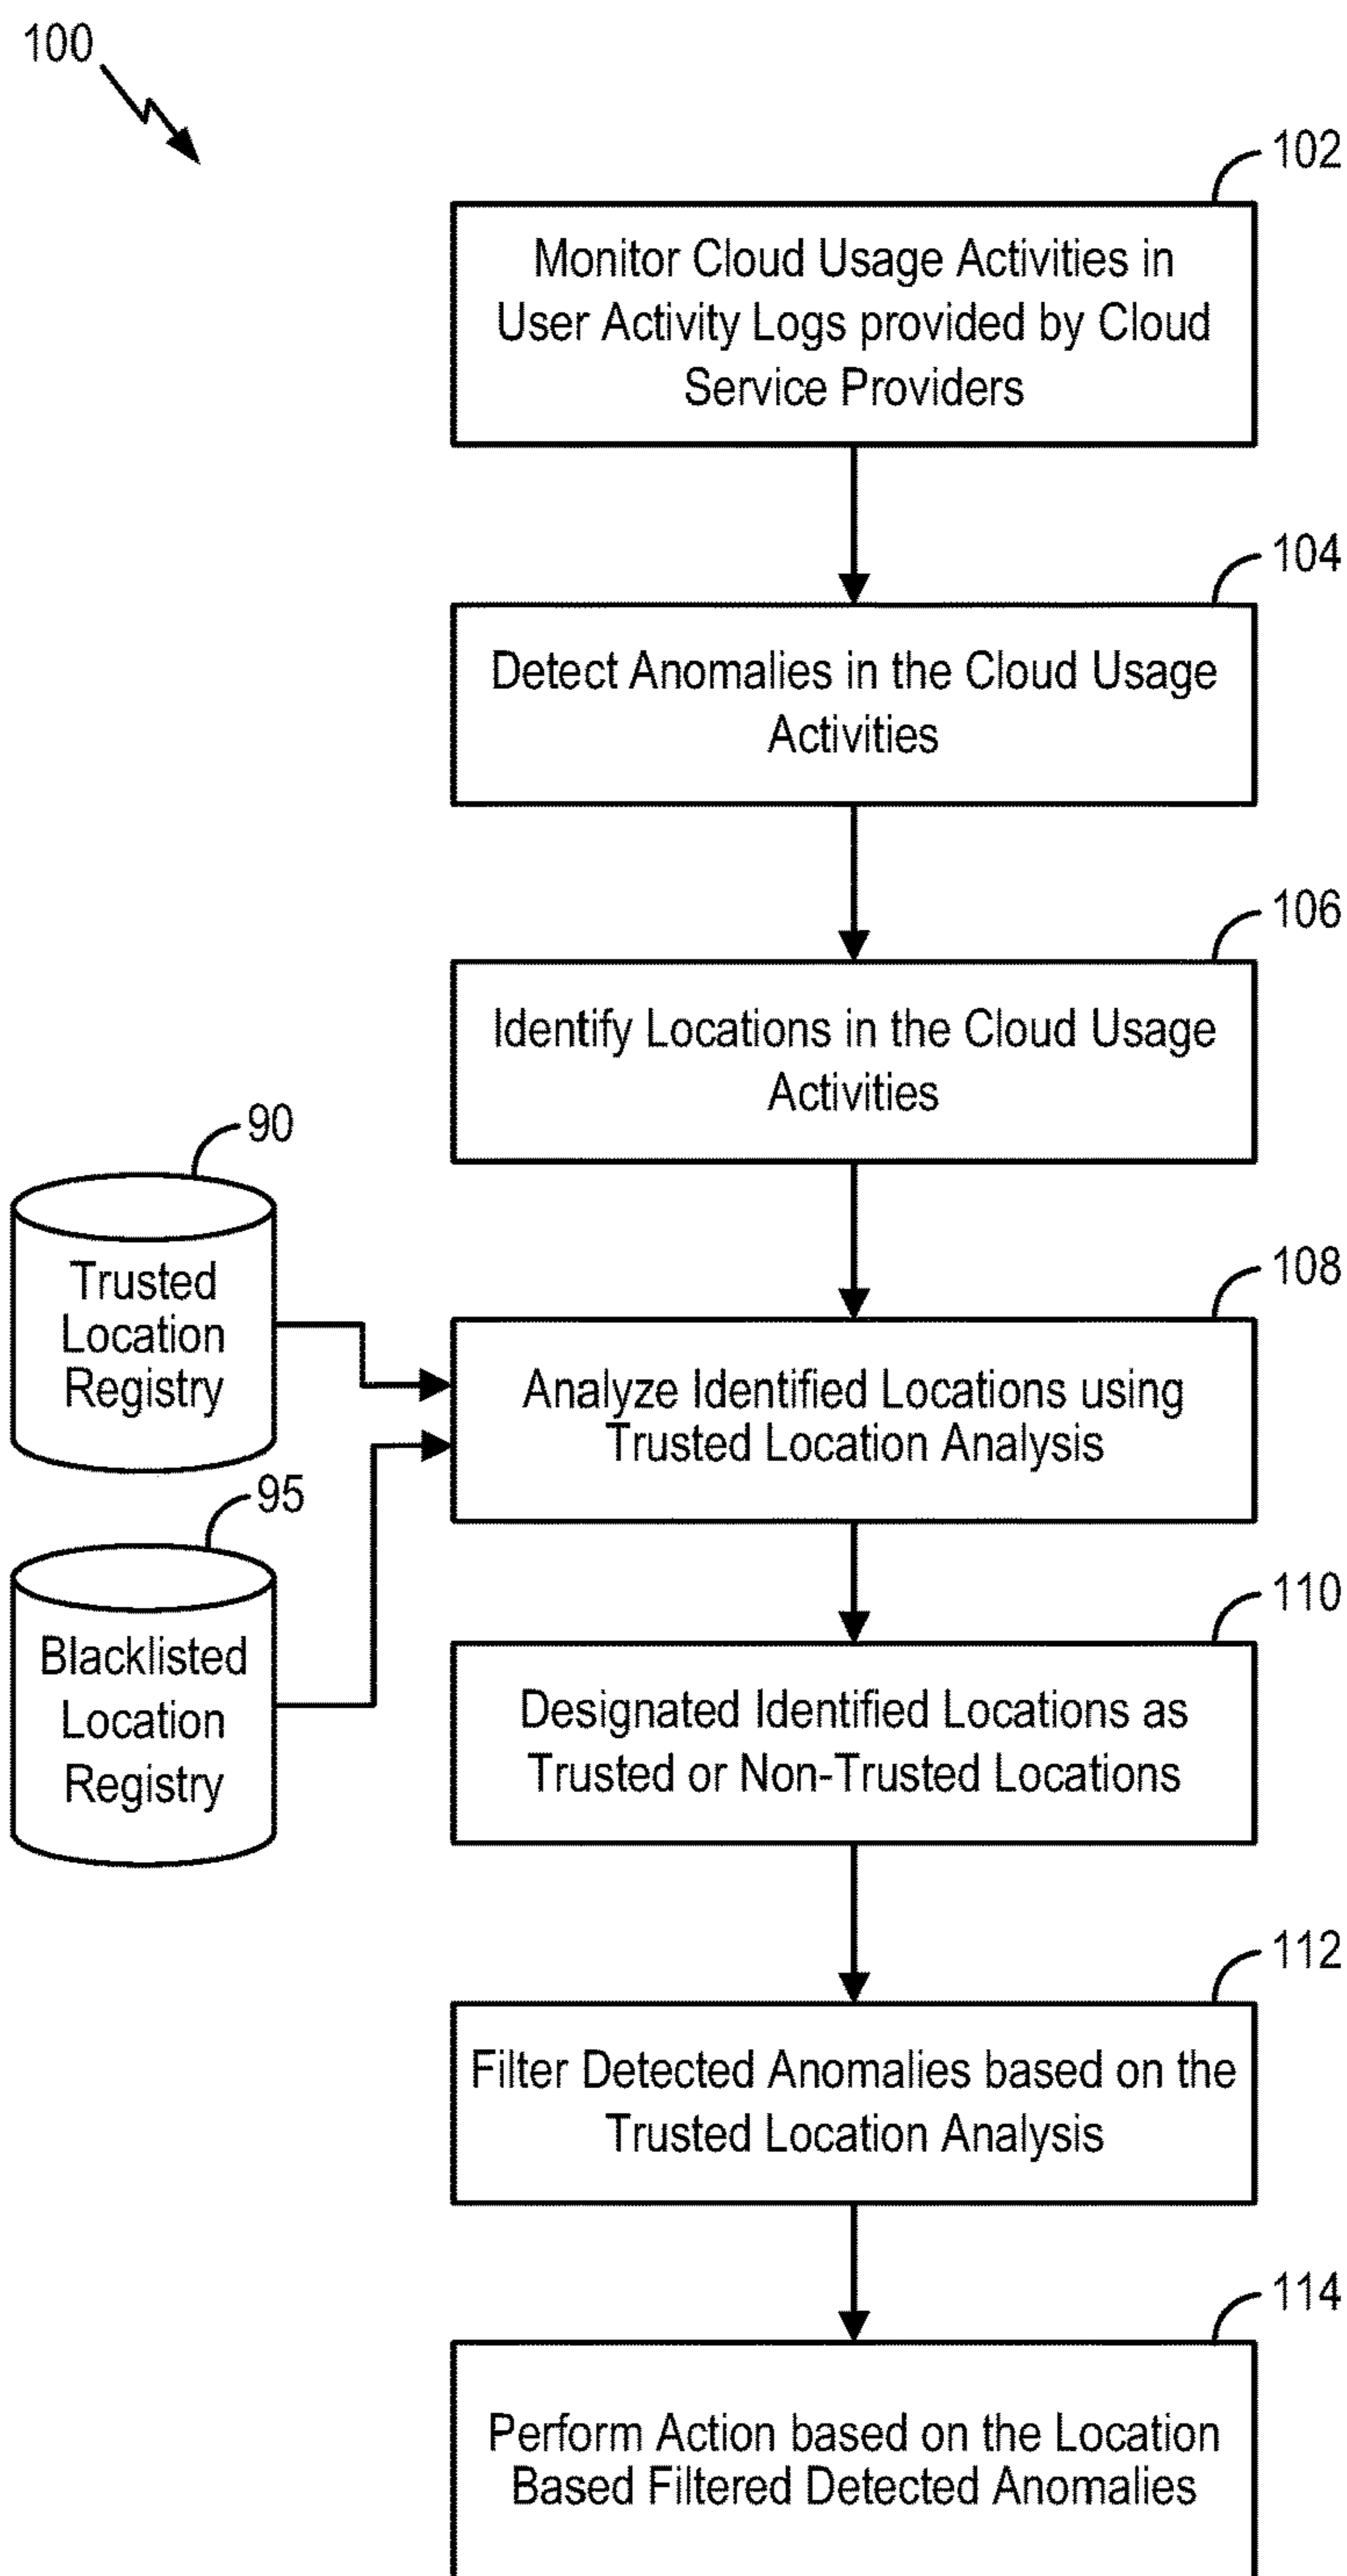 100
102
Monitor Cloud Usage Activities in
User Activity Logs provided by Cloud
Service Providers
104
Detect Anomalies in the Cloud Usage
Activities
106
Identify Locations in the Cloud Usage
Activities
90
Trusted
Location
Registry
108
Analyze Identified Locations using
Trusted Location Analysis
95
Blacklisted
Location
Registry
110
Designated Identified Locations as
Trusted or Non-Trusted Locations
112
Filter Detected Anomalies based on the
Trusted Location Analysis
114
Perform Action based on the Location
Based Filtered Detected Anomalies